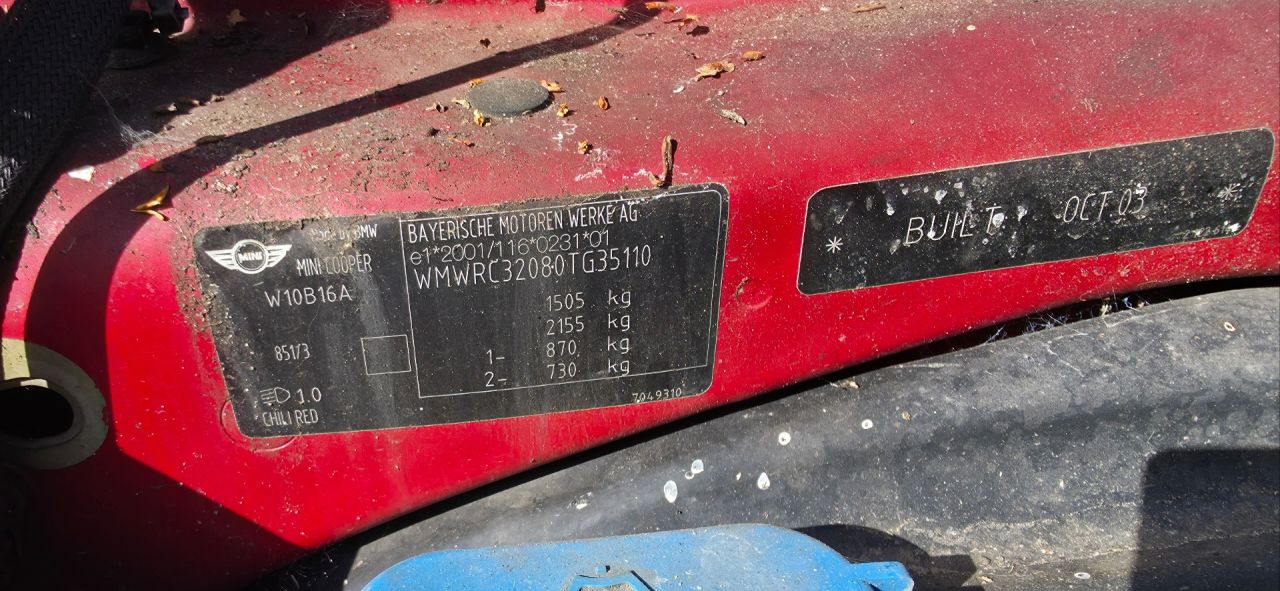 Made by BMW
MINI
MINI COOPER
W10B16A
851/3
1.0
CHILI RED
BAYERISCHE MOTOREN WERKE AG
e1*2001/116*0231*01
WMWRC32080TG35110
1505 kg
2155 kg
1- 870 kg
2- 730 kg
7049310
* BUILT OCT 03 *